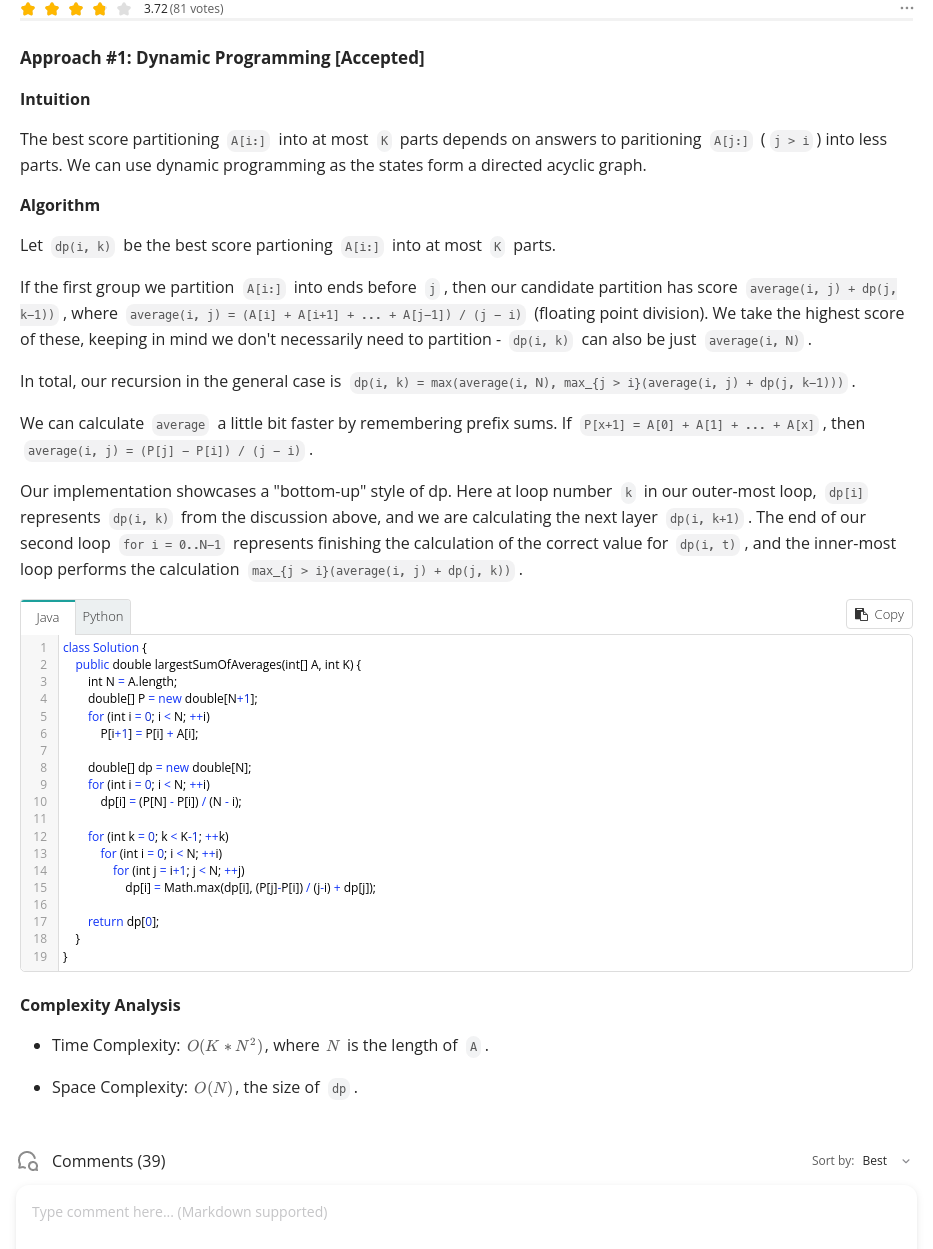 3.72 (81 votes)
Approach #1: Dynamic Programming [Accepted]
Intuition
The best score partitioning A[i:] into at most K parts depends on answers to paritioning A[j:] ( j > i ) into less
parts. We can use dynamic programming as the states form a directed acyclic graph.
Algorithm
Let dp(i, k) be the best score partioning A[i:] into at most K parts.
If the first group we partition A[i:] into ends before j , then our candidate partition has score average(i, j) + dp(j,
k−1)) , where average(i, j) = (A[i] + A[i+1] + ... + A[j−1]) / (j − i) (floating point division). We take the highest score
of these, keeping in mind we don't necessarily need to partition - dp(i, k) can also be just average(i, N) .
In total, our recursion in the general case is dp(i, k) = max(average(i, N), max_{j > i}(average(i, j) + dp(j, k−1))) .
We can calculate average a little bit faster by remembering prefix sums. If P[x+1] = A[0] + A[1] + ... + A[x] , then
average(i, j) = (P[j] − P[i]) / (j − i) .
Our implementation showcases a "bottom-up" style of dp. Here at loop number k in our outer-most loop, dp[i]
represents dp(i, k) from the discussion above, and we are calculating the next layer dp(i, k+1) . The end of our
second loop for i = 0..N−1 represents finishing the calculation of the correct value for dp(i, t) , and the inner-most
loop performs the calculation max_{j > i}(average(i, j) + dp(j, k)) .
Java Python Copy
1 class Solution {
2 public double largestSumOfAverages(int[] A, int K) {
3 int N = A.length;
4 double[] P = new double[N+1];
5 for (int i = 0; i < N; ++i)
6 P[i+1] = P[i] + A[i];
7
8 double[] dp = new double[N];
9 for (int i = 0; i < N; ++i)
10 dp[i] = (P[N] - P[i]) / (N - i);
11
12 for (int k = 0; k < K-1; ++k)
13 for (int i = 0; i < N; ++i)
14 for (int j = i+1; j < N; ++j)
15 dp[i] = Math.max(dp[i], (P[j]-P[i]) / (j-i) + dp[j]);
16
17 return dp[0];
18 }
19 }
Complexity Analysis
• Time Complexity: O(K ∗ N²), where N is the length of A .
• Space Complexity: O(N), the size of dp .
Comments (39) Sort by: Best
Type comment here... (Markdown supported)